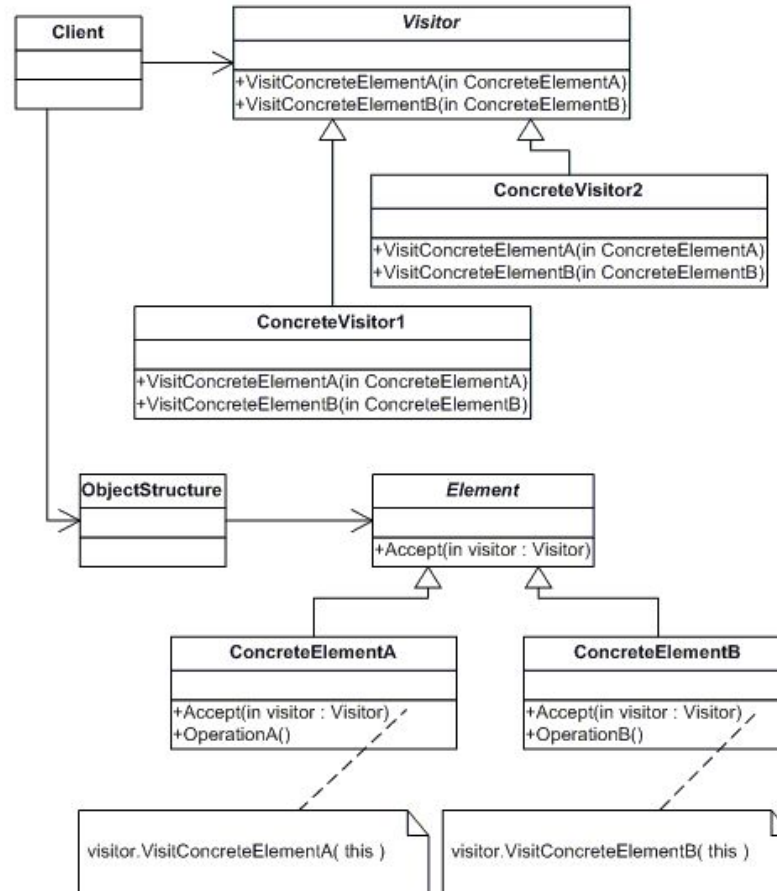 Client
Visitor
+VisitConcreteElementA(in ConcreteElementA)
+VisitConcreteElementB(in ConcreteElementB)
ConcreteVisitor2
+VisitConcreteElementA(in ConcreteElementA)
+VisitConcreteElementB(in ConcreteElementB)
ConcreteVisitor1
+VisitConcreteElementA(in ConcreteElementA)
+VisitConcreteElementB(in ConcreteElementB)
ObjectStructure
Element
+Accept(in visitor : Visitor)
ConcreteElementA
+Accept(in visitor : Visitor)
+OperationA()
ConcreteElementB
+Accept(in visitor : Visitor)
+OperationB()
visitor.VisitConcreteElementA( this )
visitor.VisitConcreteElementB( this )